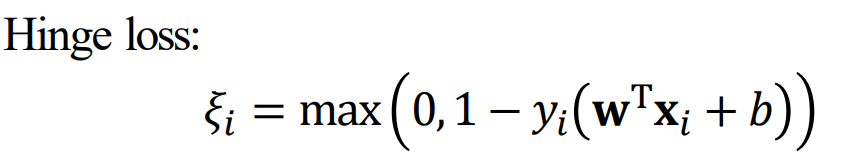 Hinge loss:
ξᵢ = max(0, 1 − yᵢ(𝐰ᵀ𝐱ᵢ + b))